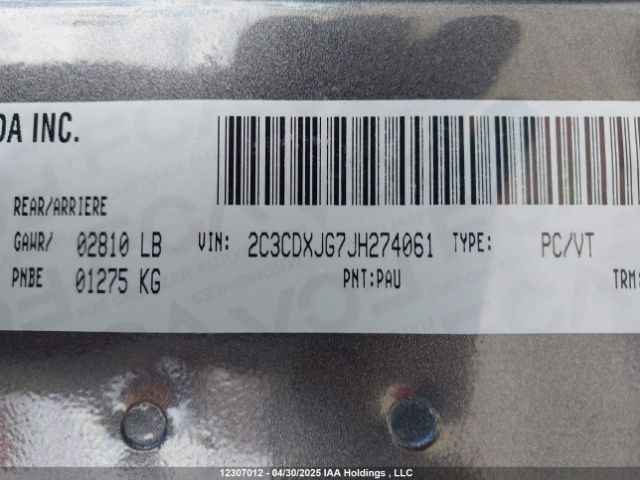 DA INC.
REAR/ARRIERE
GAWR/ 02810 LB VIN: 2C3CDXJG7JH274061 TYPE: PC/VT
PNBE 01275 KG PNT:PAU TRM:
12307012 - 04/30/2025 IAA Holdings , LLC